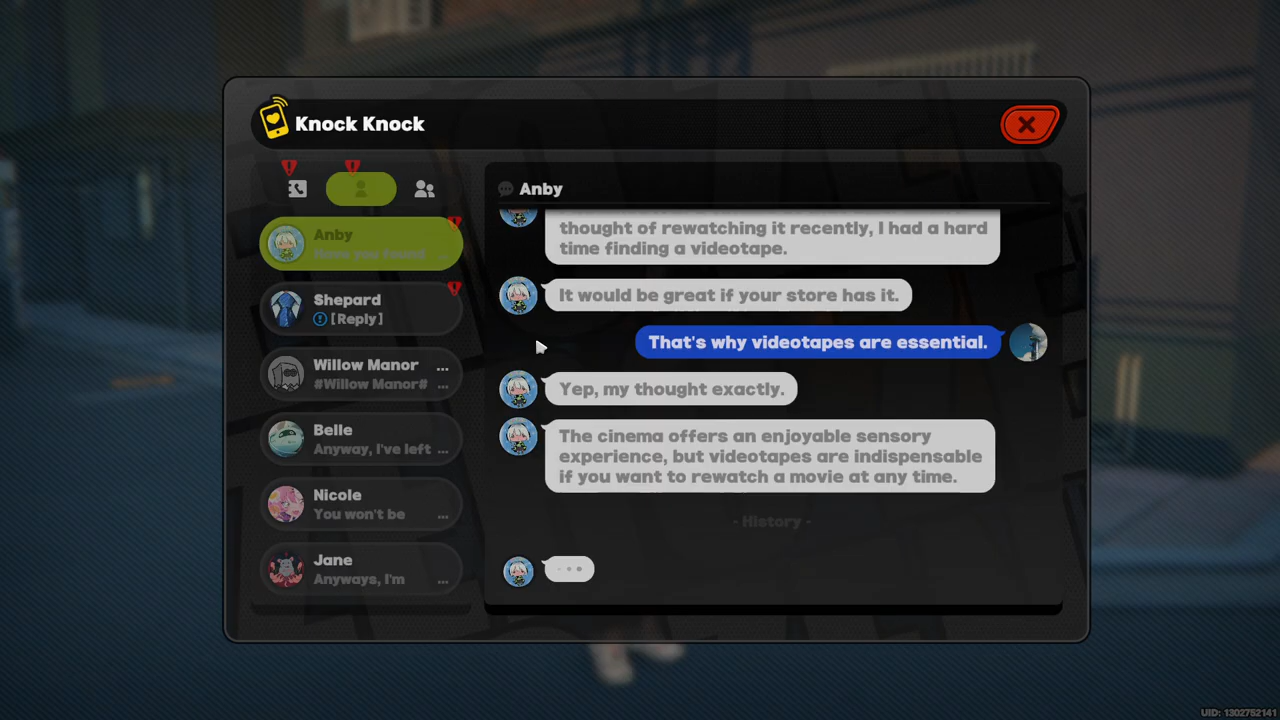 Knock Knock
Anby
Have you found ...
Shepard
[Reply]
Willow Manor ...
#Willow Manor# ...
Belle
Anyway, I've left ...
Nicole
You won't be ...
Jane
Anyways, I'm ...
Anby
thought of rewatching it recently, I had a hard
time finding a videotape.
It would be great if your store has it.
That's why videotapes are essential.
Yep, my thought exactly.
The cinema offers an enjoyable sensory
experience, but videotapes are indispensable
if you want to rewatch a movie at any time.
- History -
UID: 1302752141